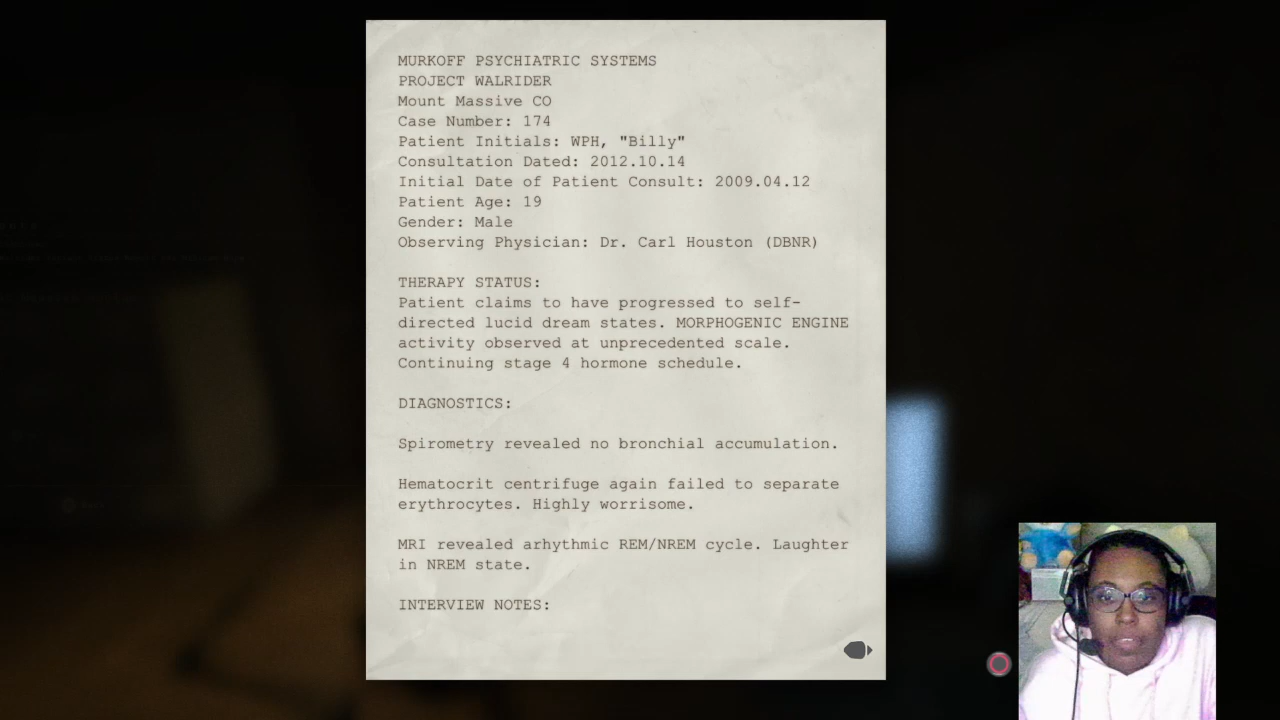 MURKOFF PSYCHIATRIC SYSTEMS
PROJECT WALRIDER
Mount Massive CO
Case Number: 174
Patient Initials: WPH, "Billy"
Consultation Dated: 2012.10.14
Initial Date of Patient Consult: 2009.04.12
Patient Age: 19
Gender: Male
Observing Physician: Dr. Carl Houston (DBNR)
THERAPY STATUS:
Patient claims to have progressed to self-
directed lucid dream states. MORPHOGENIC ENGINE
activity observed at unprecedented scale.
Continuing stage 4 hormone schedule.
DIAGNOSTICS:
Spirometry revealed no bronchial accumulation.
Hematocrit centrifuge again failed to separate
erythrocytes. Highly worrisome.
MRI revealed arhythmic REM/NREM cycle. Laughter
in NREM state.
INTERVIEW NOTES: